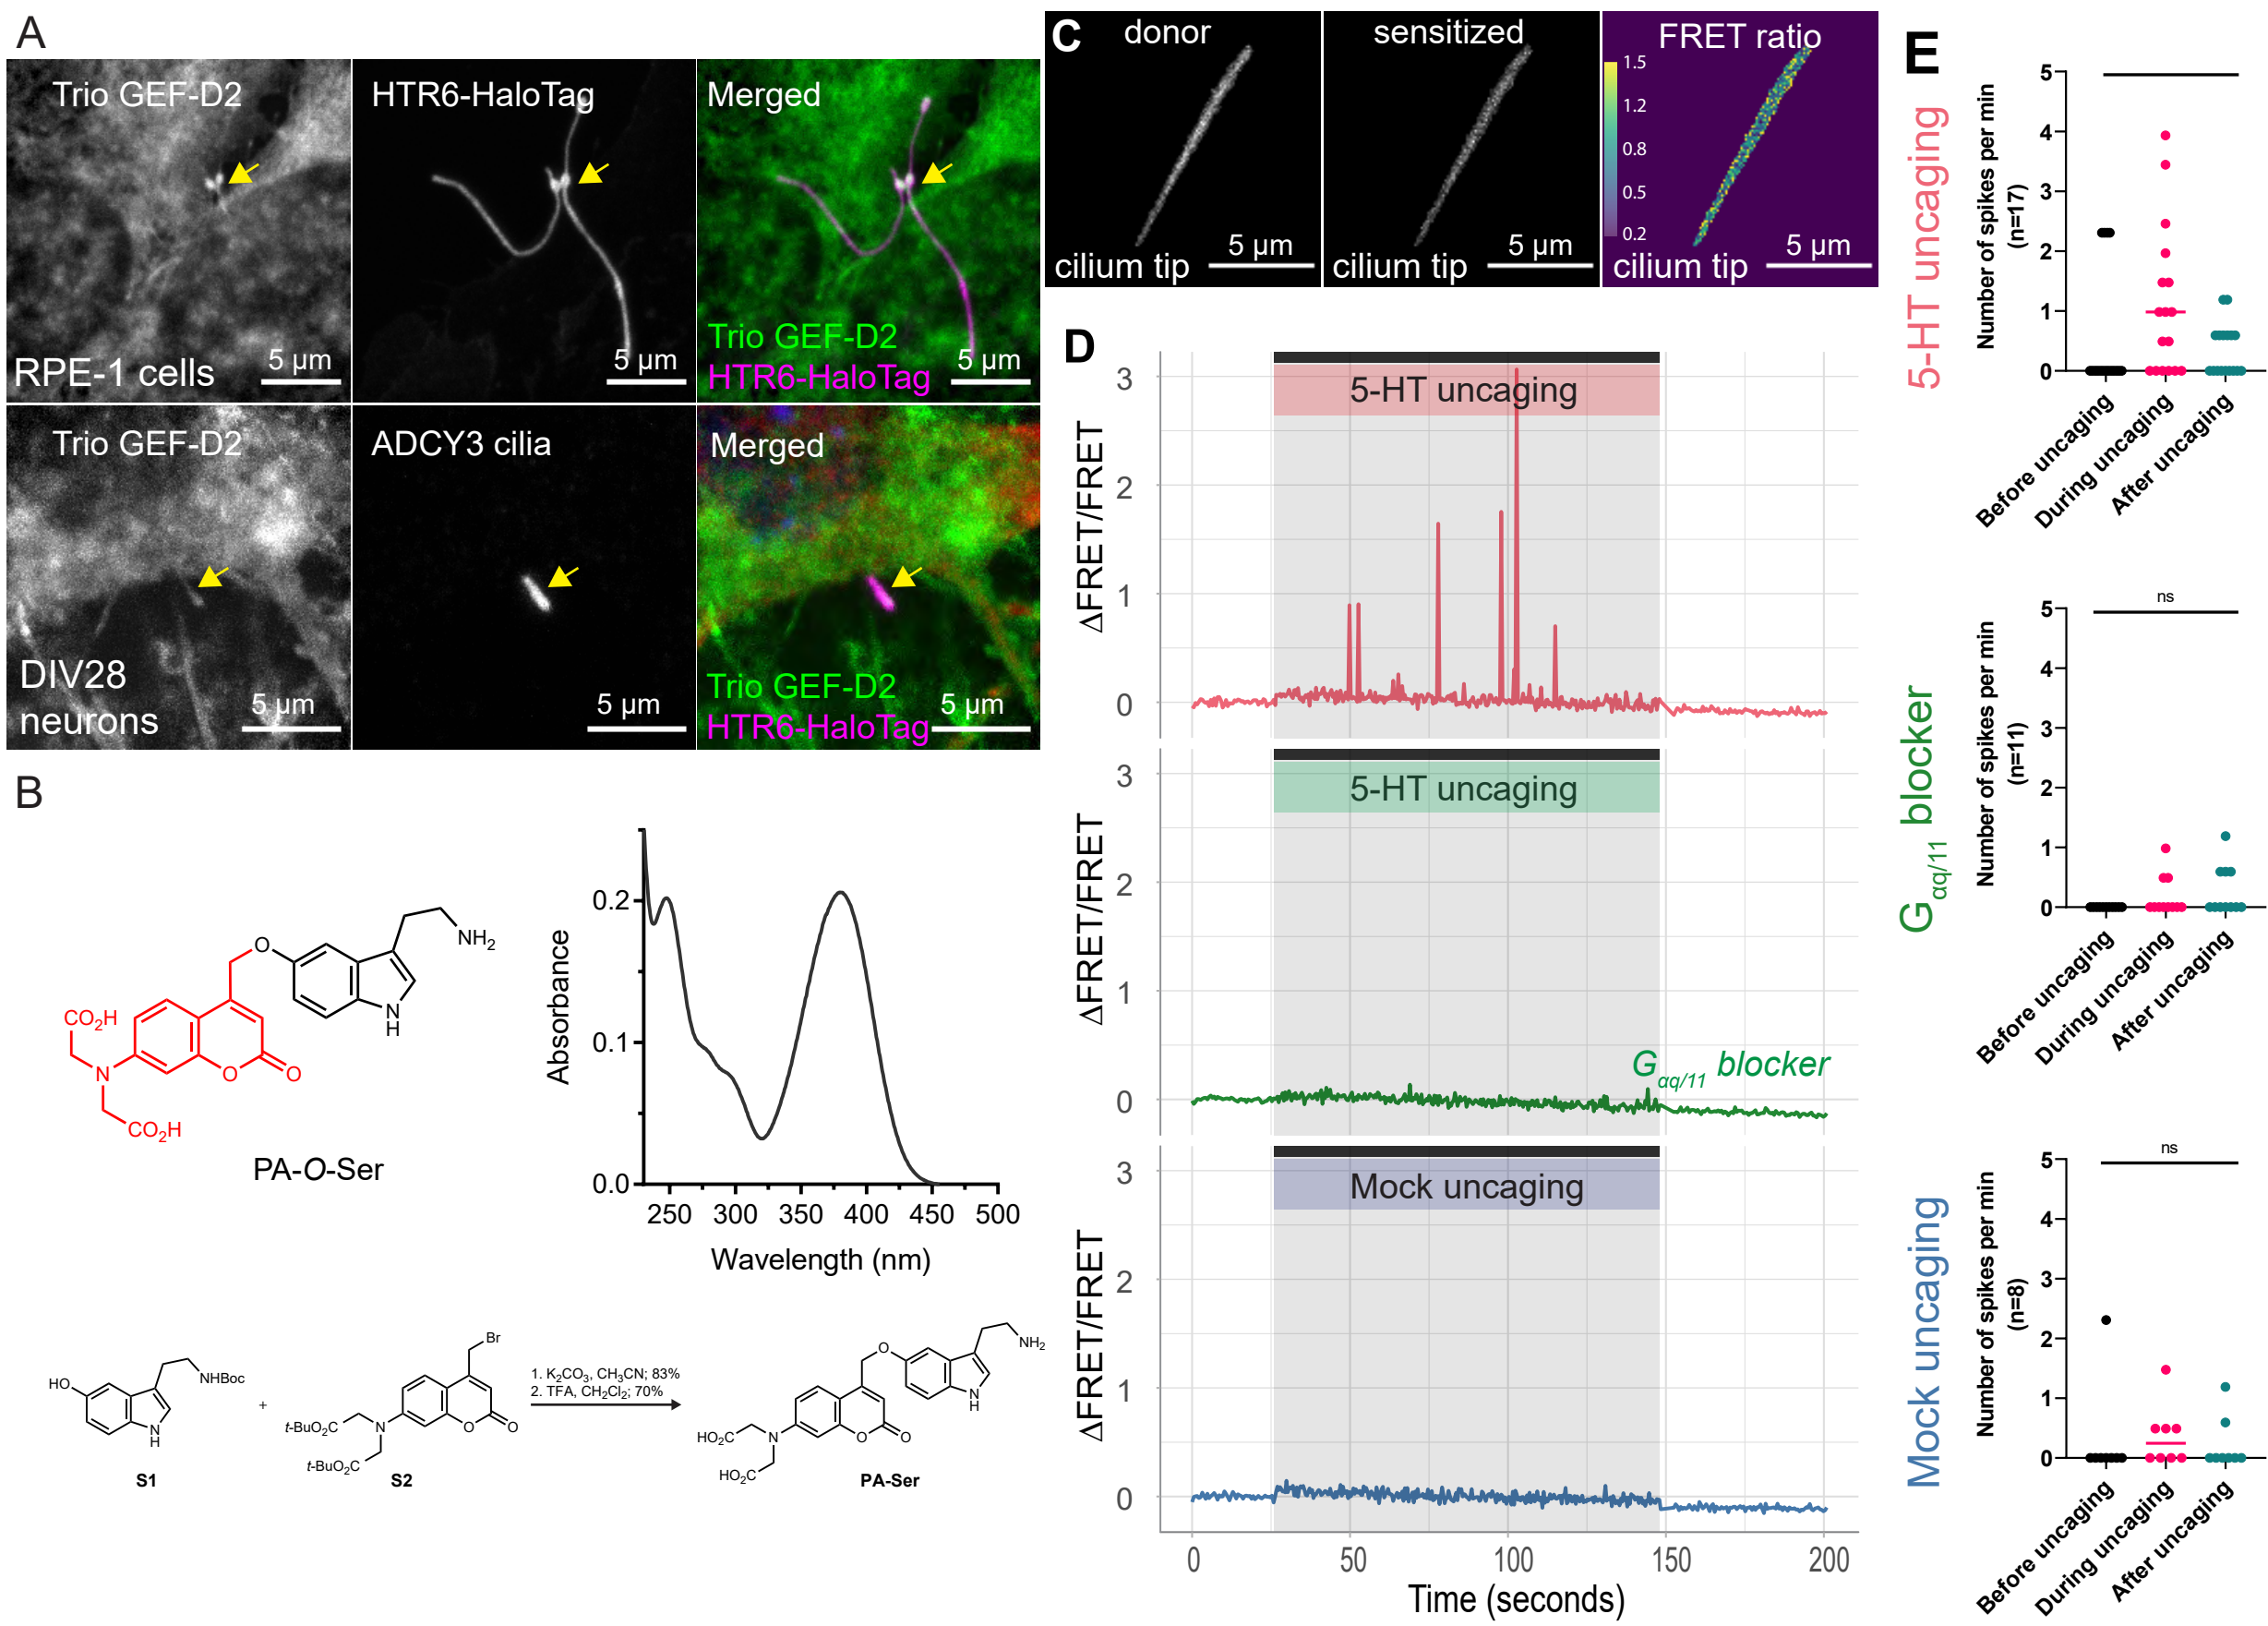 A
Trio GEF-D2
HTR6-HaloTag
Merged
RPE-1 cells
5 µm
5 µm
Trio GEF-D2
HTR6-HaloTag
5 µm
Trio GEF-D2
ADCY3 cilia
Merged
DIV28
neurons
5 µm
5 µm
Trio GEF-D2
HTR6-HaloTag
5 µm
B
CO2H
N
CO2H
O
O
O
N
H
NH2
PA-O-Ser
Absorbance
0.2
0.1
0.0
250 300 350 400 450 500
Wavelength (nm)
HO
NHBoc
N
H
S1
+
Br
t-BuO2C
N
t-BuO2C
O
O
S2
1. K2CO3, CH3CN; 83%
2. TFA, CH2Cl2; 70%
HO2C
N
HO2C
O
O
O
N
H
NH2
PA-Ser
C
donor
cilium tip
5 µm
sensitized
cilium tip
5 µm
FRET ratio
1.5
1.2
0.8
0.5
0.2
cilium tip
5 µm
D
5-HT uncaging
ΔFRET/FRET
3
2
1
0
5-HT uncaging
ΔFRET/FRET
3
2
1
0
Gαq/11 blocker
Mock uncaging
ΔFRET/FRET
3
2
1
0
0 50 100 150 200
Time (seconds)
E
5-HT uncaging
Number of spikes per min
(n=17)
5
4
3
2
1
0
Before uncaging
During uncaging
After uncaging
Gαq/11 blocker
Number of spikes per min
(n=11)
ns
5
4
3
2
1
0
Before uncaging
During uncaging
After uncaging
Mock uncaging
Number of spikes per min
(n=8)
ns
5
4
3
2
1
0
Before uncaging
During uncaging
After uncaging